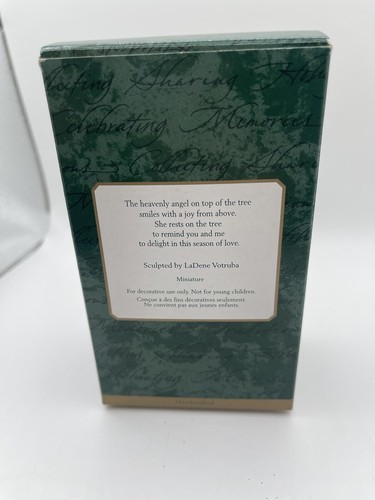 Collecting Sharing
Celebrating Memories
Collecting
The heavenly angel on top of the tree
smiles with a joy from above.
She rests on the tree
to remind you and me
to delight in this season of love.
Sculpted by LaDene Votruba
Miniature
For decorative use only. Not for young children.
Conçue à des fins décoratives seulement.
Ne convient pas aux jeunes enfants.